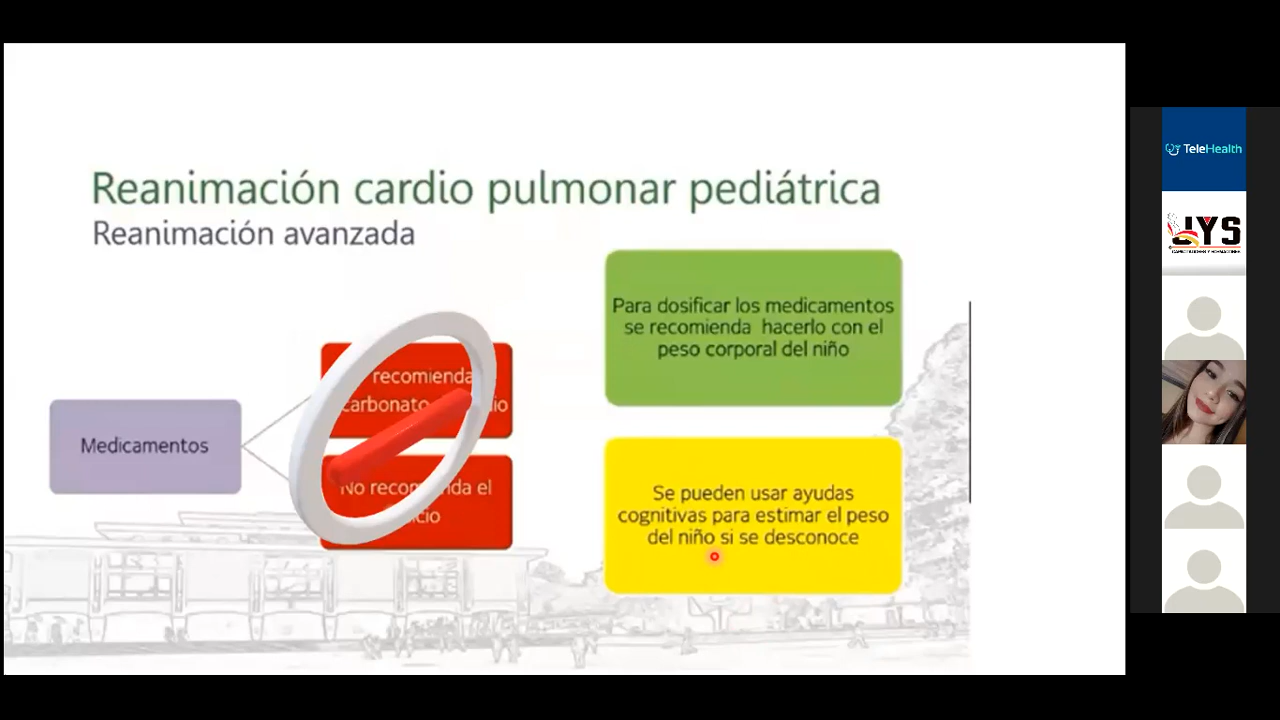 Reanimación cardio pulmonar pediátrica
Reanimación avanzada
Medicamentos
recomienda
No recomienda el
Para dosificar los medicamentos
se recomienda hacerlo con el
peso corporal del niño
Se pueden usar ayudas
cognitivas para estimar el peso
del niño si se desconoce
TeleHealth
JYS